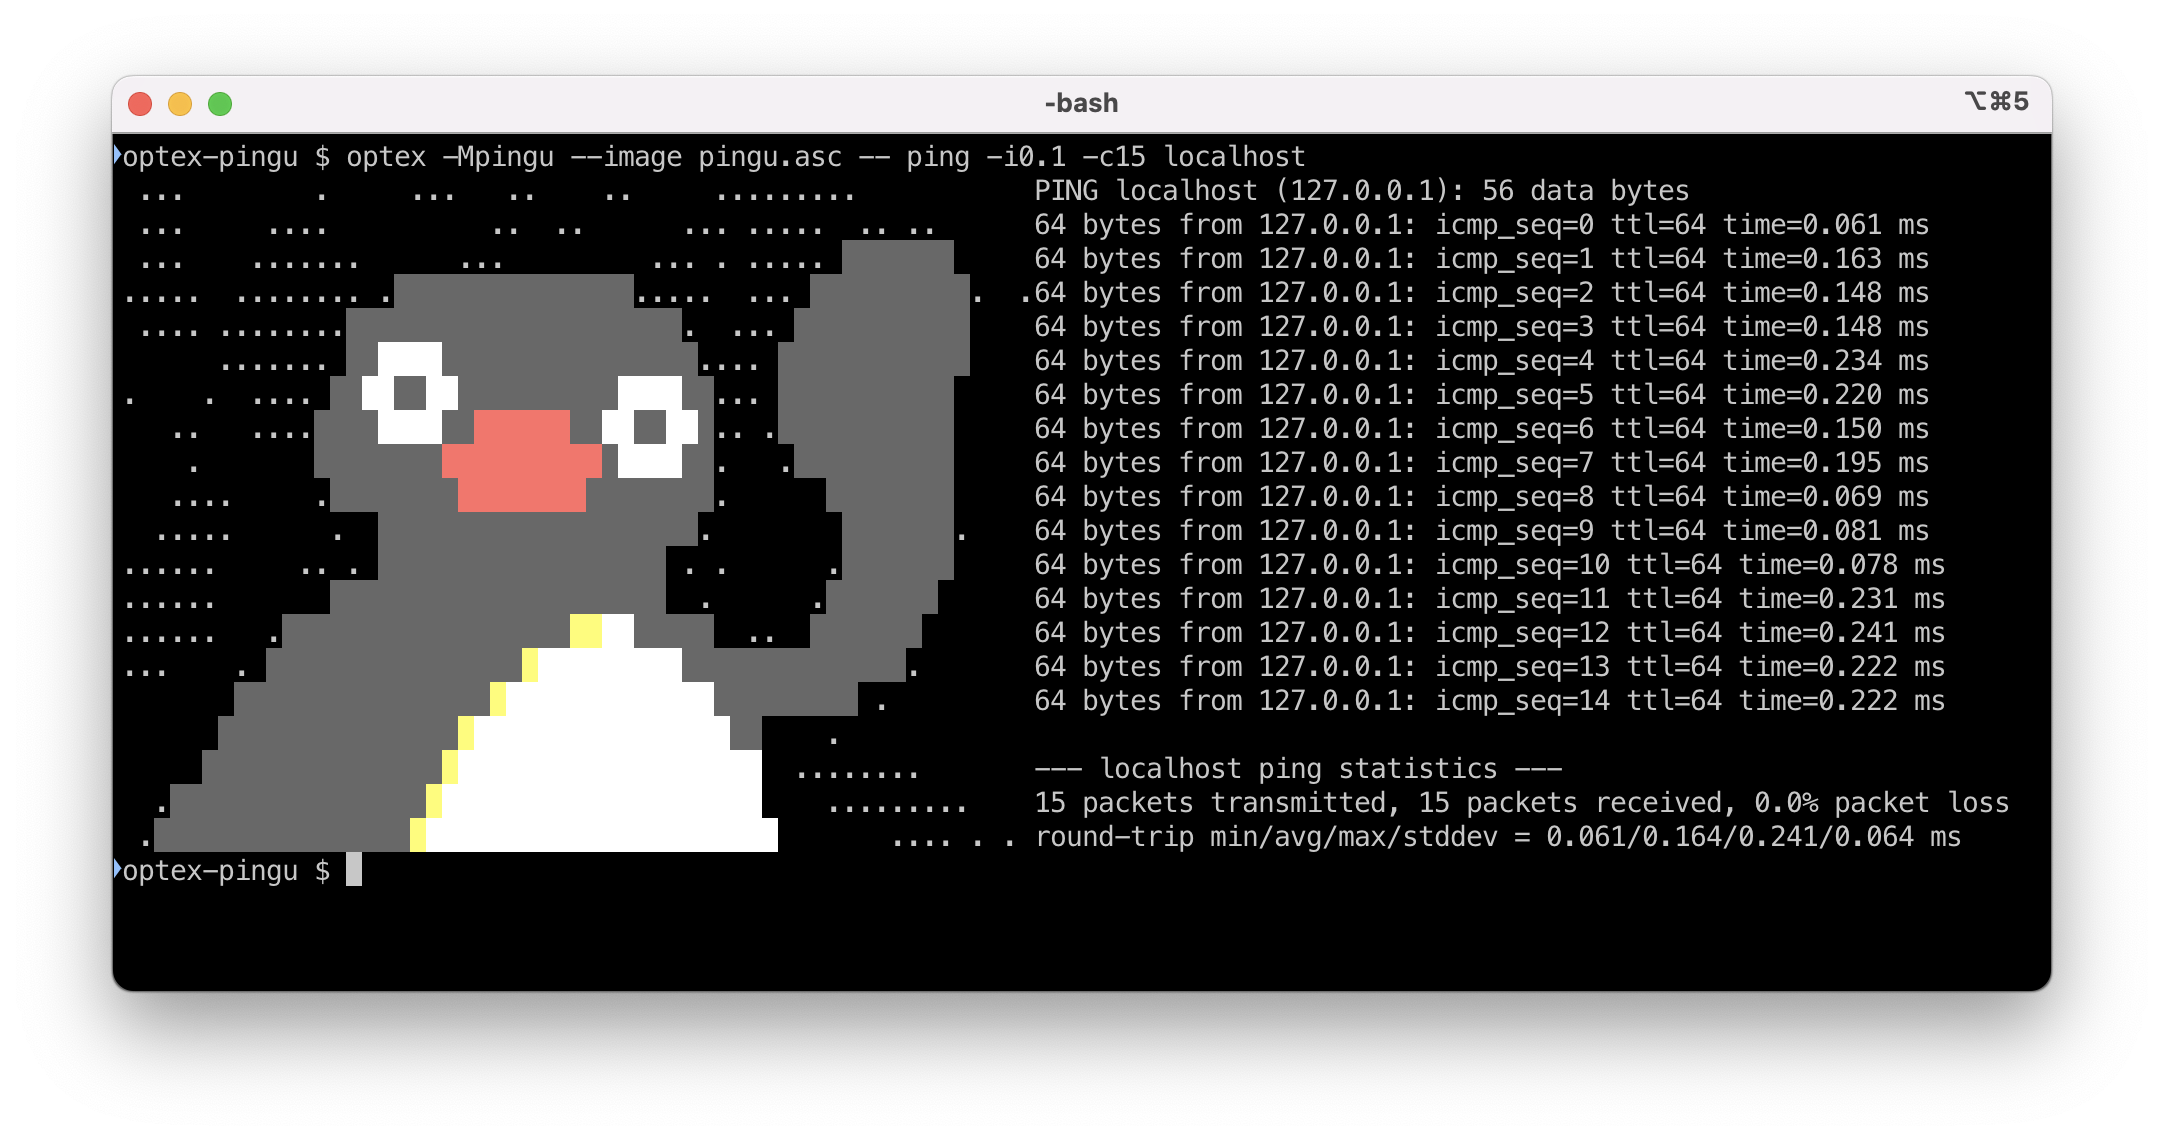 -bash
⌥⌘5
optex-pingu $ optex -Mpingu --image pingu.asc -- ping -i0.1 -c15 localhost
PING localhost (127.0.0.1): 56 data bytes
64 bytes from 127.0.0.1: icmp_seq=0 ttl=64 time=0.061 ms
64 bytes from 127.0.0.1: icmp_seq=1 ttl=64 time=0.163 ms
64 bytes from 127.0.0.1: icmp_seq=2 ttl=64 time=0.148 ms
64 bytes from 127.0.0.1: icmp_seq=3 ttl=64 time=0.148 ms
64 bytes from 127.0.0.1: icmp_seq=4 ttl=64 time=0.234 ms
64 bytes from 127.0.0.1: icmp_seq=5 ttl=64 time=0.220 ms
64 bytes from 127.0.0.1: icmp_seq=6 ttl=64 time=0.150 ms
64 bytes from 127.0.0.1: icmp_seq=7 ttl=64 time=0.195 ms
64 bytes from 127.0.0.1: icmp_seq=8 ttl=64 time=0.069 ms
64 bytes from 127.0.0.1: icmp_seq=9 ttl=64 time=0.081 ms
64 bytes from 127.0.0.1: icmp_seq=10 ttl=64 time=0.078 ms
64 bytes from 127.0.0.1: icmp_seq=11 ttl=64 time=0.231 ms
64 bytes from 127.0.0.1: icmp_seq=12 ttl=64 time=0.241 ms
64 bytes from 127.0.0.1: icmp_seq=13 ttl=64 time=0.222 ms
64 bytes from 127.0.0.1: icmp_seq=14 ttl=64 time=0.222 ms
--- localhost ping statistics ---
15 packets transmitted, 15 packets received, 0.0% packet loss
round-trip min/avg/max/stddev = 0.061/0.164/0.241/0.064 ms
optex-pingu $